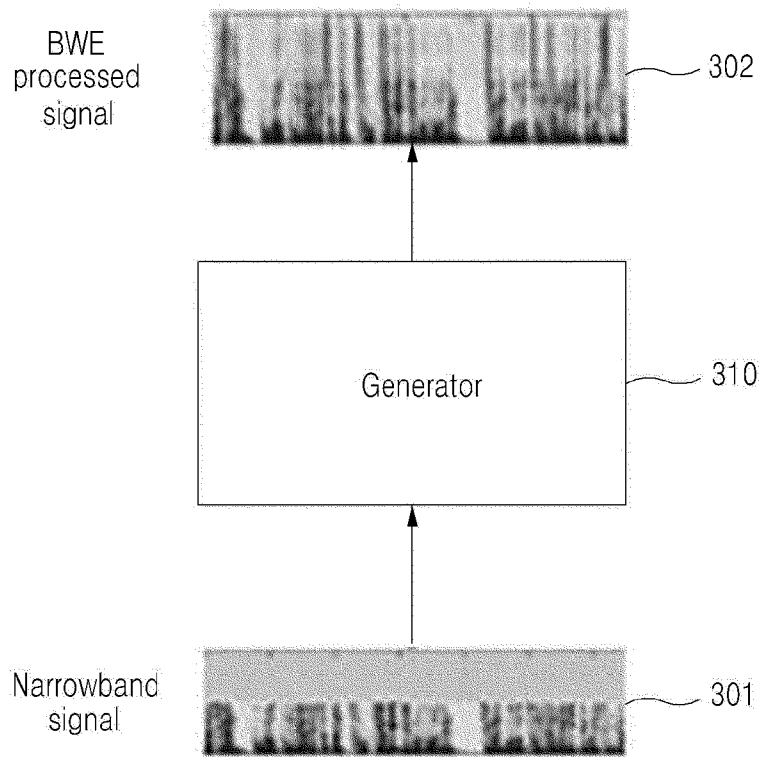 BWE
processed
signal
302
Generator
310
Narrowband
signal
301